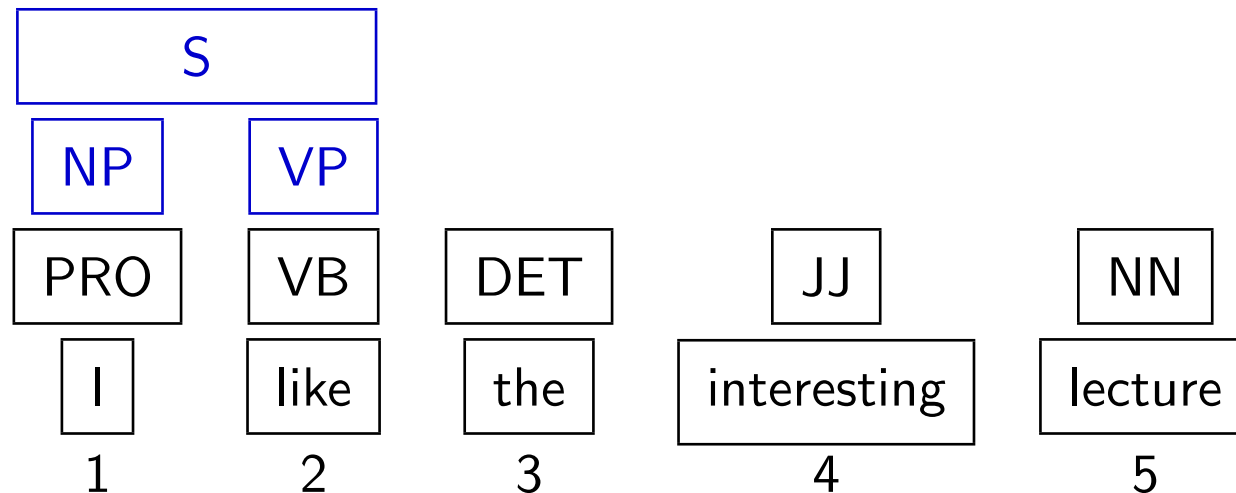 S
NP VP
PRO VB DET JJ NN
I like the interesting lecture
1 2 3 4 5